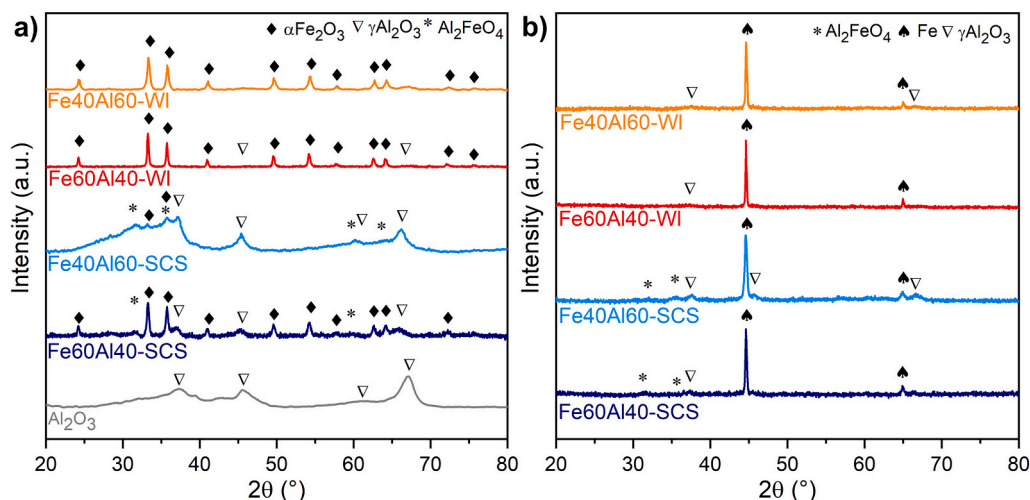 a)
♦ αFe₂O₃ ▽ γAl₂O₃ * Al₂FeO₄
Fe40Al60-WI
Fe60Al40-WI
Fe40Al60-SCS
Fe60Al40-SCS
Al₂O₃
Intensity (a.u.)
20 30 40 50 60 70 80
2θ (°)
b)
* Al₂FeO₄ ♠ Fe ▽ γAl₂O₃
Fe40Al60-WI
Fe60Al40-WI
Fe40Al60-SCS
Fe60Al40-SCS
Intensity (a.u.)
20 30 40 50 60 70 80
2θ (°)